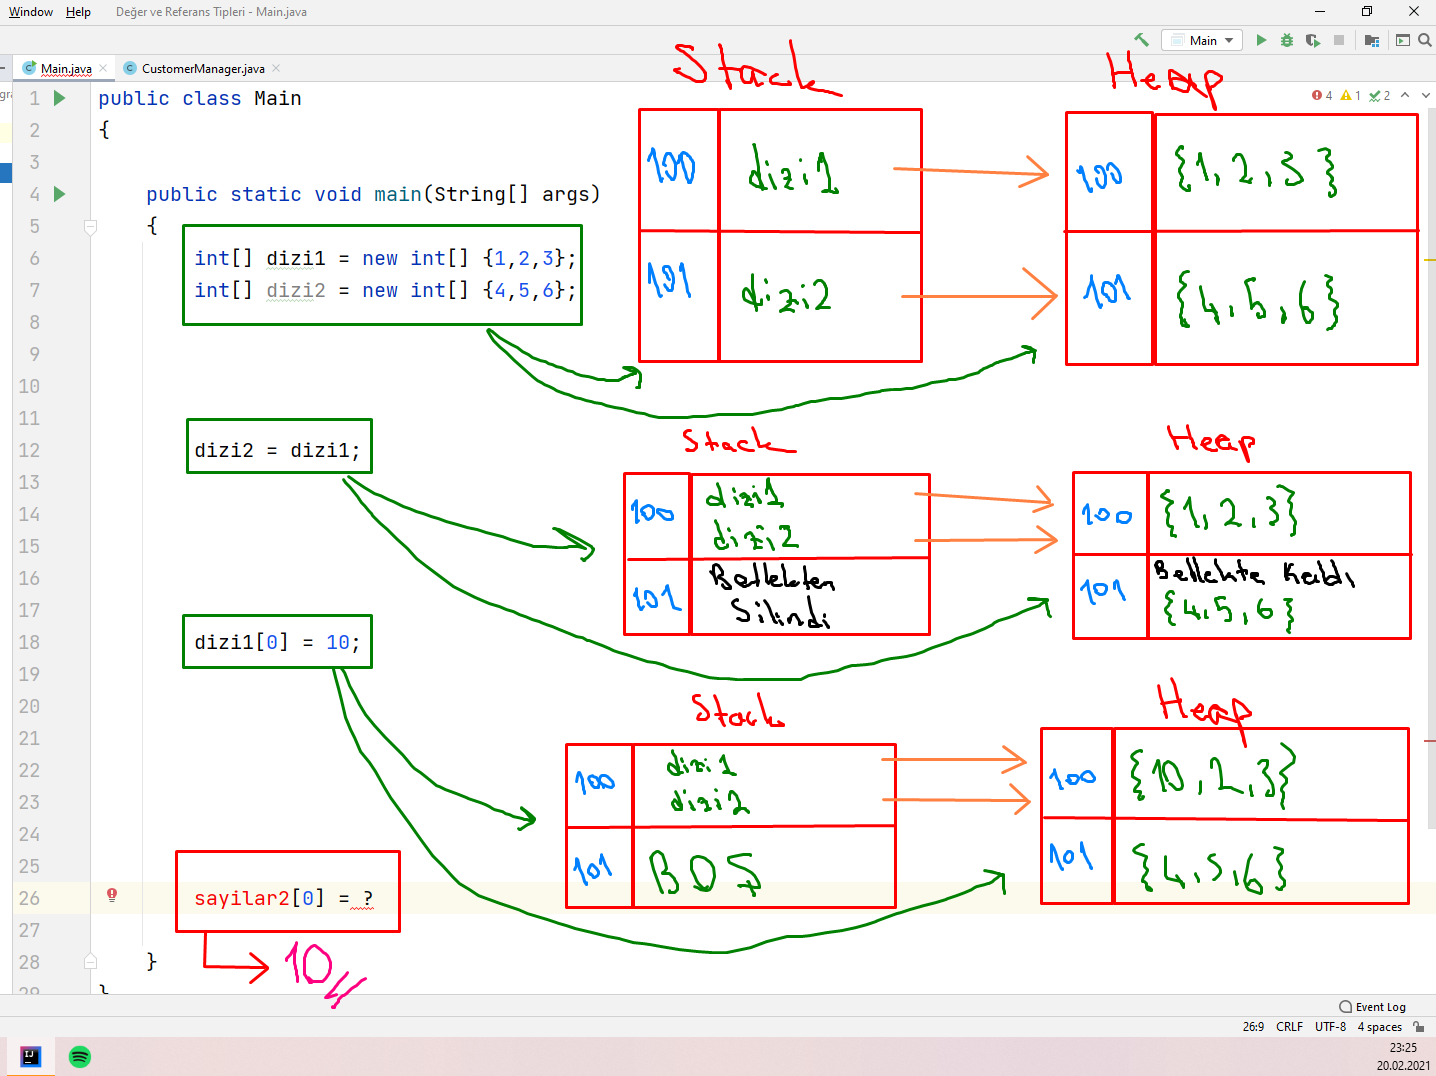 Window Help Değer ve Referans Tipleri - Main.java
Main
Main.java CustomerManager.java
4 1 2
1 public class Main
2 {
3
4 public static void main(String[] args)
5 {
6 int[] dizi1 = new int[] {1,2,3};
7 int[] dizi2 = new int[] {4,5,6};
8
9
10
11
12 dizi2 = dizi1;
13
14
15
16
17
18 dizi1[0] = 10;
19
20
21
22
23
24
25
26 sayilar2[0] = ?
27
28 }
29 }
10
Stack Heap
100 dizi1 100 {1,2,3}
101 dizi2 101 {4,5,6}
Stack Heap
100 dizi1 100 {1,2,3}
dizi2
101 Bellekten 101 Bellekte Kaldı
Silindi {4,5,6}
Stack Heap
100 dizi1 100 {10,2,3}
dizi2
101 BOŞ 101 {4,5,6}
Event Log
26:9 CRLF UTF-8 4 spaces
23:25
20.02.2021